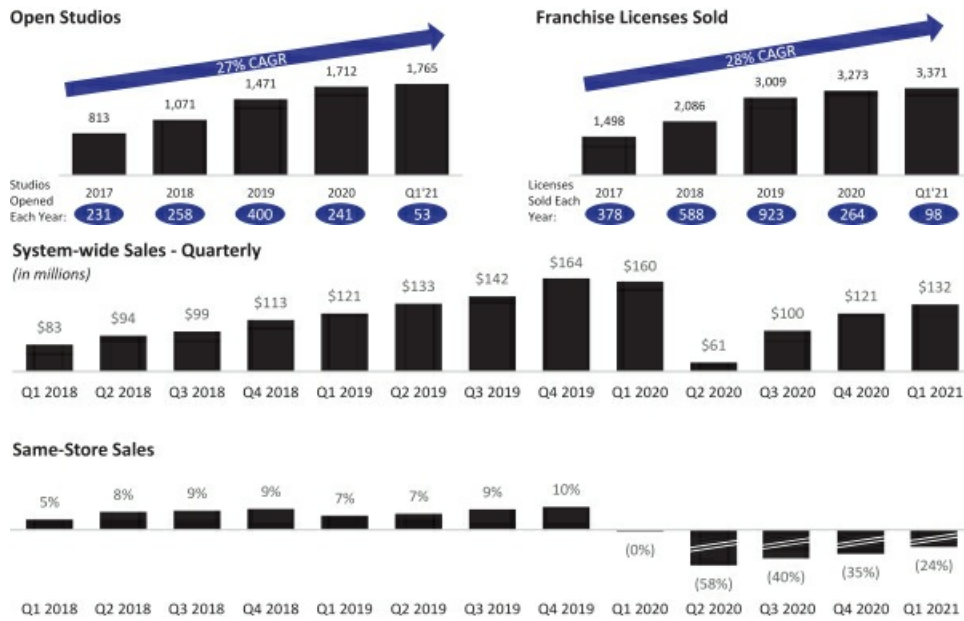 Open Studios
27% CAGR
813
1,071
1,471
1,712
1,765
2017
2018
2019
2020
Q1'21
Studios
Opened
Each Year:
231
258
400
241
53
Franchise Licenses Sold
28% CAGR
1,498
2,086
3,009
3,273
3,371
2017
2018
2019
2020
Q1'21
Licenses
Sold Each
Year:
378
588
923
264
98
System-wide Sales - Quarterly
(in millions)
$83
$94
$99
$113
$121
$133
$142
$164
$160
$61
$100
$121
$132
Q1 2018
Q2 2018
Q3 2018
Q4 2018
Q1 2019
Q2 2019
Q3 2019
Q4 2019
Q1 2020
Q2 2020
Q3 2020
Q4 2020
Q1 2021
Same-Store Sales
5%
8%
9%
9%
7%
7%
9%
10%
(0%)
(58%)
(40%)
(35%)
(24%)
Q1 2018
Q2 2018
Q3 2018
Q4 2018
Q1 2019
Q2 2019
Q3 2019
Q4 2019
Q1 2020
Q2 2020
Q3 2020
Q4 2020
Q1 2021